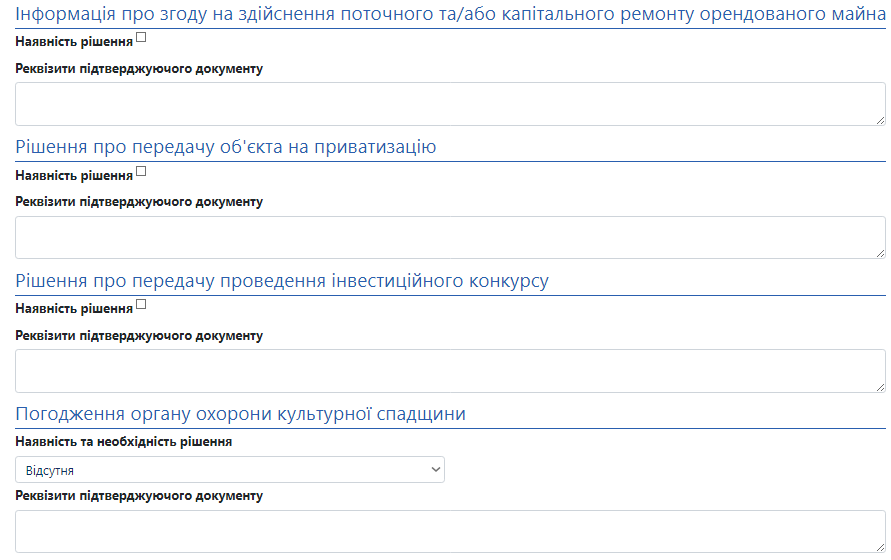 Інформація про згоду на здійснення поточного та/або капітального ремонту орендованого майна
Наявність рішення
Реквізити підтверджуючого документу
Рішення про передачу об'єкта на приватизацію
Наявність рішення
Реквізити підтверджуючого документу
Рішення про передачу проведення інвестиційного конкурсу
Наявність рішення
Реквізити підтверджуючого документу
Погодження органу охорони культурної спадщини
Наявність та необхідність рішення
Відсутня
Реквізити підтверджуючого документу